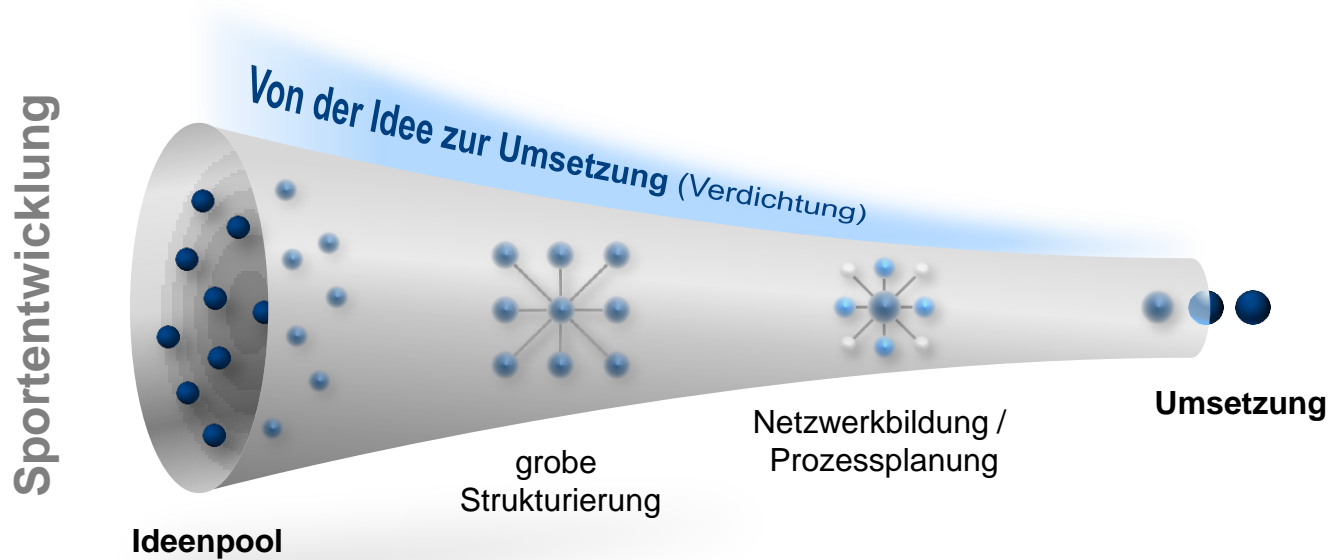 Sportentwicklung
Von der Idee zur Umsetzung (Verdichtung)
Ideenpool
grobe
Strukturierung
Netzwerkbildung /
Prozessplanung
Umsetzung